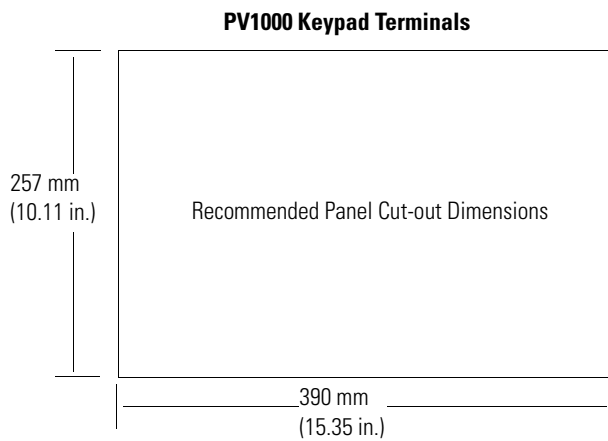 PV1000 Keypad Terminals
257 mm
(10.11 in.)
Recommended Panel Cut-out Dimensions
390 mm
(15.35 in.)